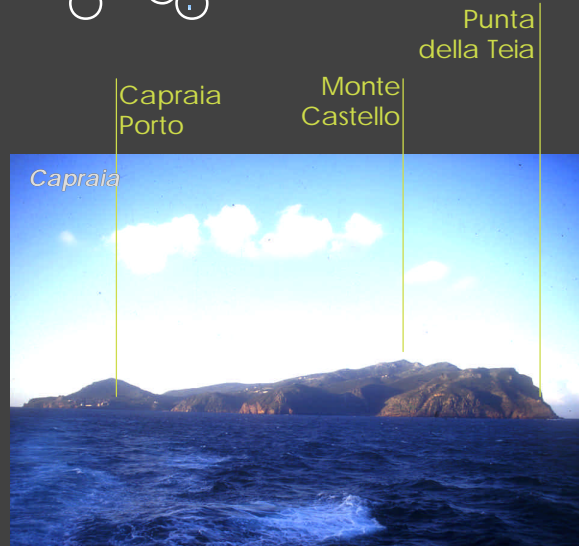 Punta
della Teia
Monte
Castello
Capraia
Porto
Capraia